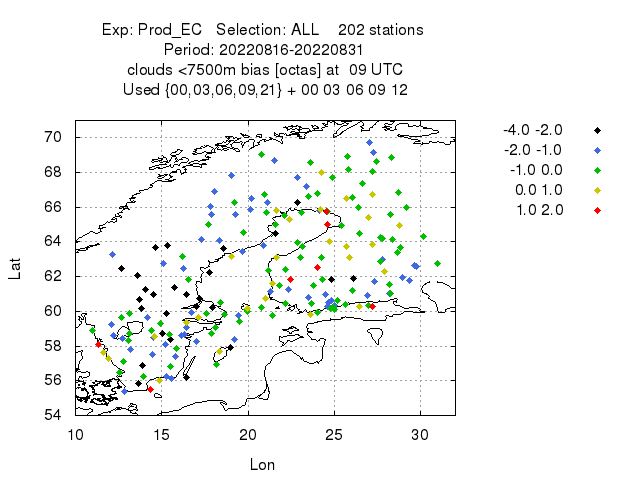 Exp: Prod_EC Selection: ALL 202 stations
Period: 20220816-20220831
clouds <7500m bias [octas] at 09 UTC
Used {00,03,06,09,21} + 00 03 06 09 12
-4.0 -2.0
-2.0 -1.0
-1.0 0.0
0.0 1.0
1.0 2.0
70
68
66
64
62
60
58
56
54
Lat
10 15 20 25 30
Lon